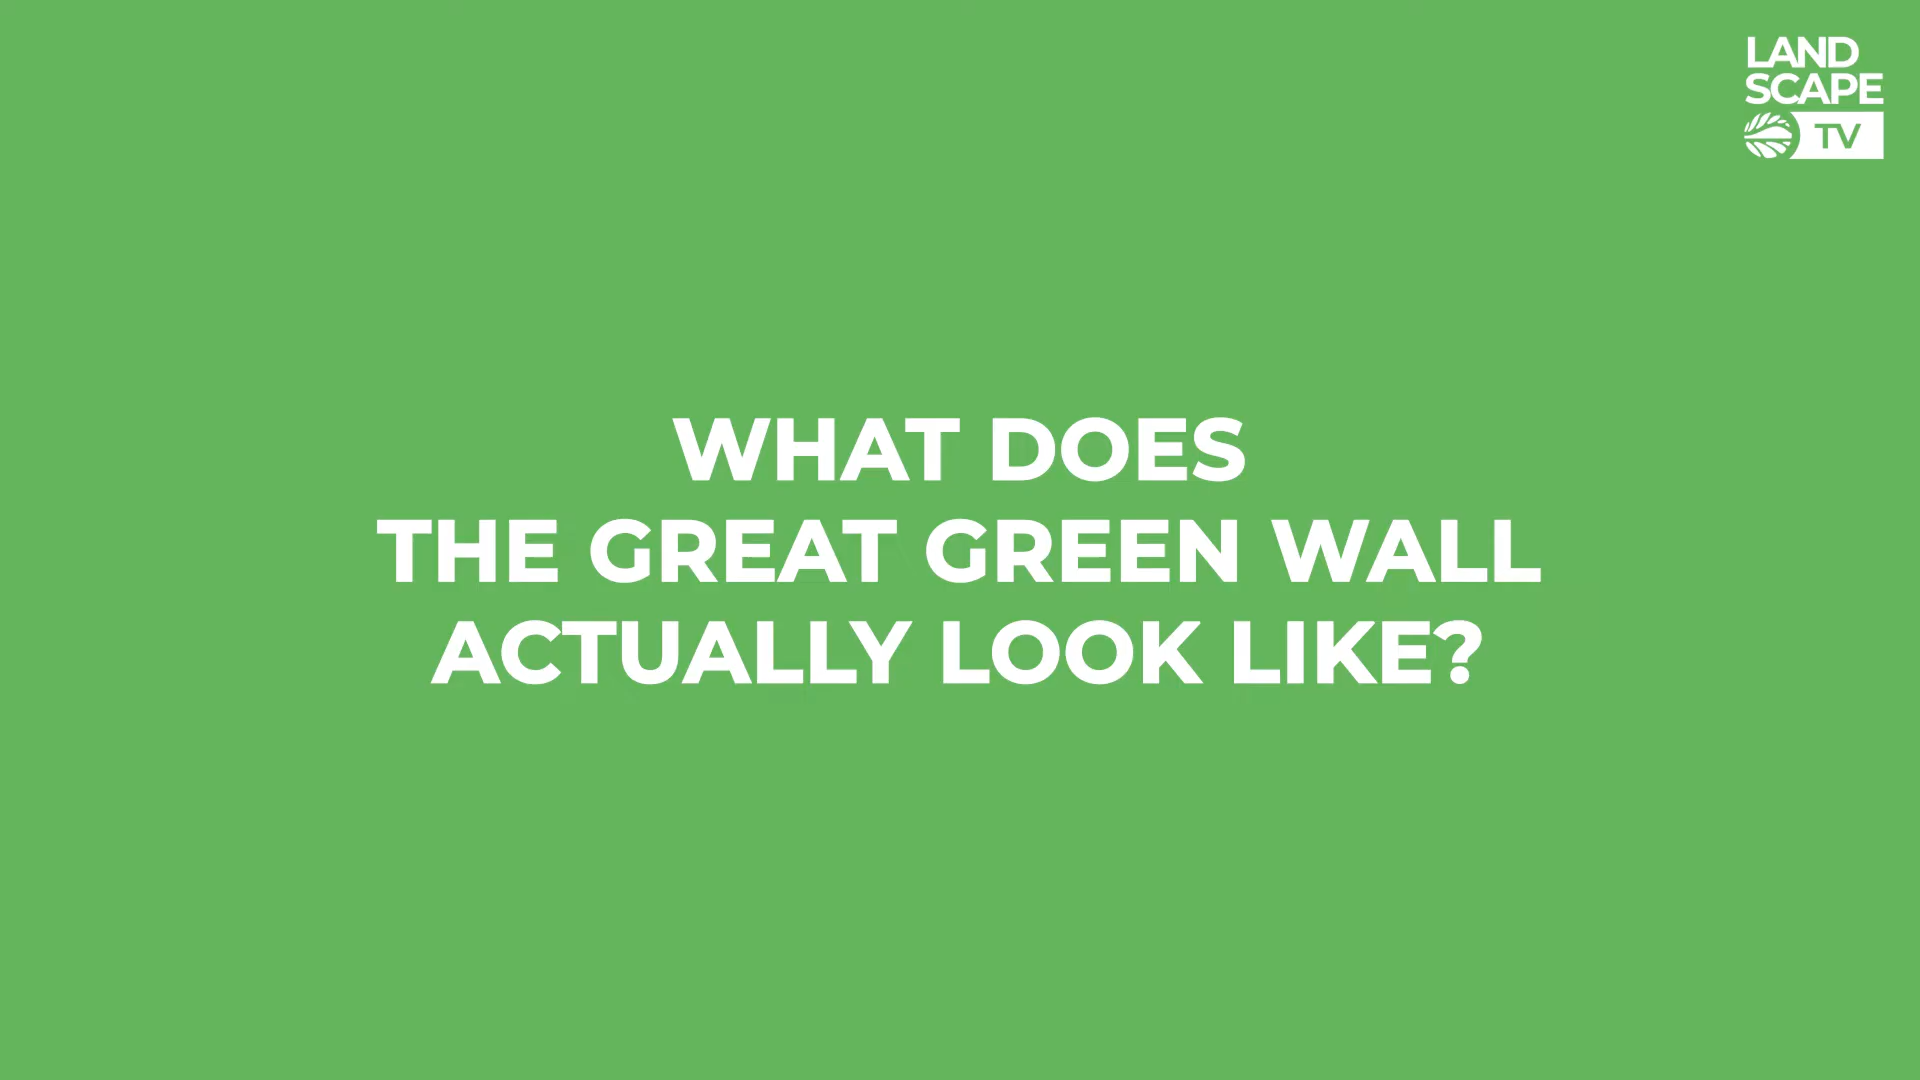 LAND
SCAPE
TV
WHAT DOES
THE GREAT GREEN WALL
ACTUALLY LOOK LIKE?